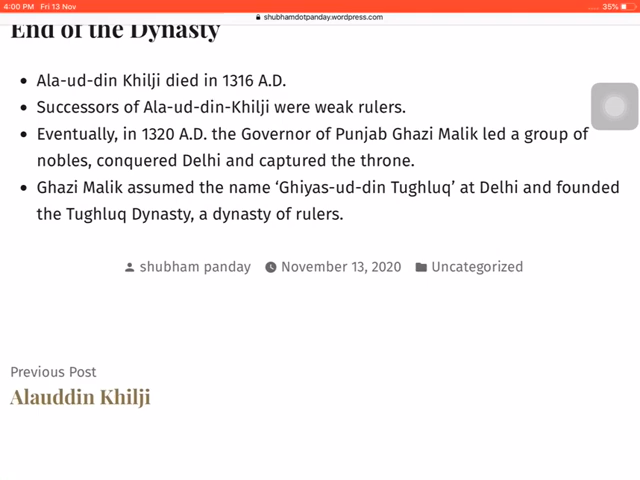 4:00 PM Fri 13 Nov
35%
shubhamdotpanday.wordpress.com
End of the Dynasty
• Ala-ud-din Khilji died in 1316 A.D.
• Successors of Ala-ud-din-Khilji were weak rulers.
• Eventually, in 1320 A.D. the Governor of Punjab Ghazi Malik led a group of
nobles, conquered Delhi and captured the throne.
• Ghazi Malik assumed the name ‘Ghiyas-ud-din Tughluq’ at Delhi and founded
the Tughluq Dynasty, a dynasty of rulers.
shubham panday November 13, 2020 Uncategorized
Previous Post
Alauddin Khilji